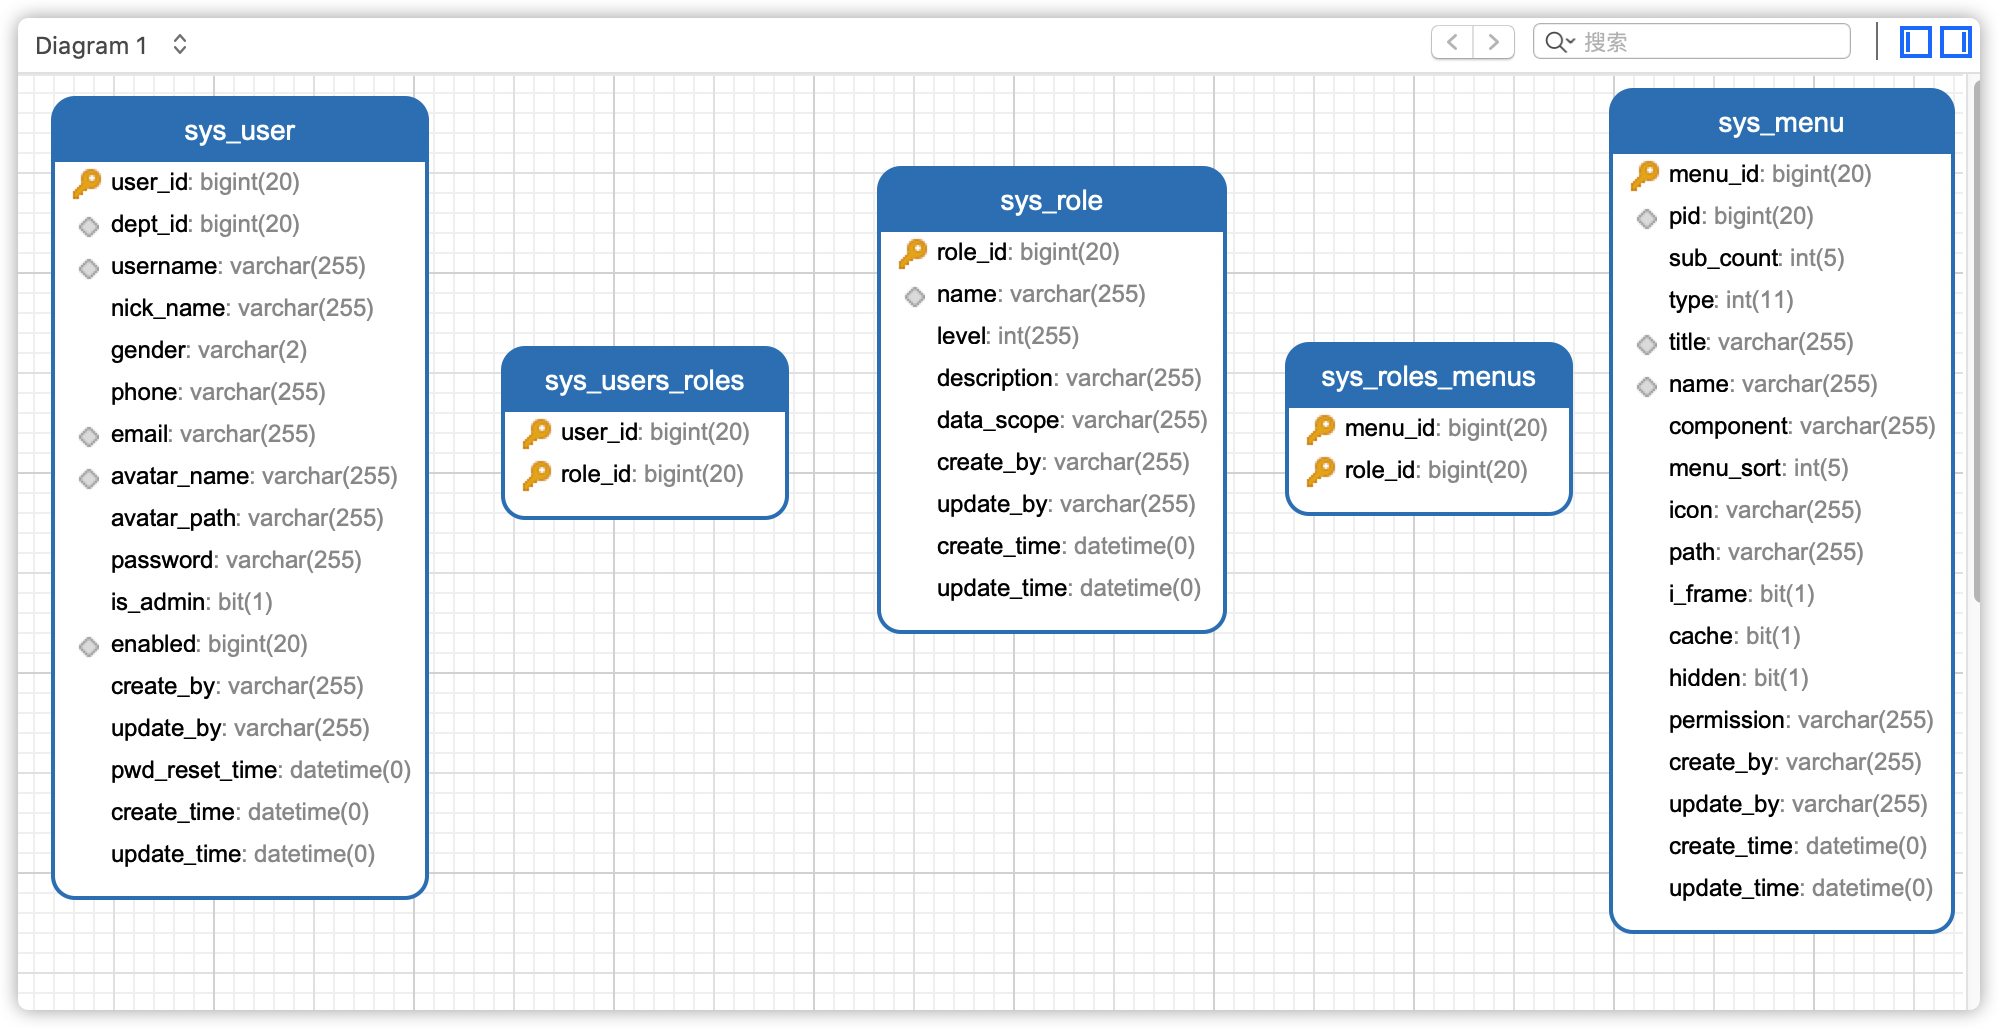 Diagram 1
搜索
sys_user
user_id: bigint(20)
dept_id: bigint(20)
username: varchar(255)
nick_name: varchar(255)
gender: varchar(2)
phone: varchar(255)
email: varchar(255)
avatar_name: varchar(255)
avatar_path: varchar(255)
password: varchar(255)
is_admin: bit(1)
enabled: bigint(20)
create_by: varchar(255)
update_by: varchar(255)
pwd_reset_time: datetime(0)
create_time: datetime(0)
update_time: datetime(0)
sys_users_roles
user_id: bigint(20)
role_id: bigint(20)
sys_role
role_id: bigint(20)
name: varchar(255)
level: int(255)
description: varchar(255)
data_scope: varchar(255)
create_by: varchar(255)
update_by: varchar(255)
create_time: datetime(0)
update_time: datetime(0)
sys_roles_menus
menu_id: bigint(20)
role_id: bigint(20)
sys_menu
menu_id: bigint(20)
pid: bigint(20)
sub_count: int(5)
type: int(11)
title: varchar(255)
name: varchar(255)
component: varchar(255)
menu_sort: int(5)
icon: varchar(255)
path: varchar(255)
i_frame: bit(1)
cache: bit(1)
hidden: bit(1)
permission: varchar(255)
create_by: varchar(255)
update_by: varchar(255)
create_time: datetime(0)
update_time: datetime(0)